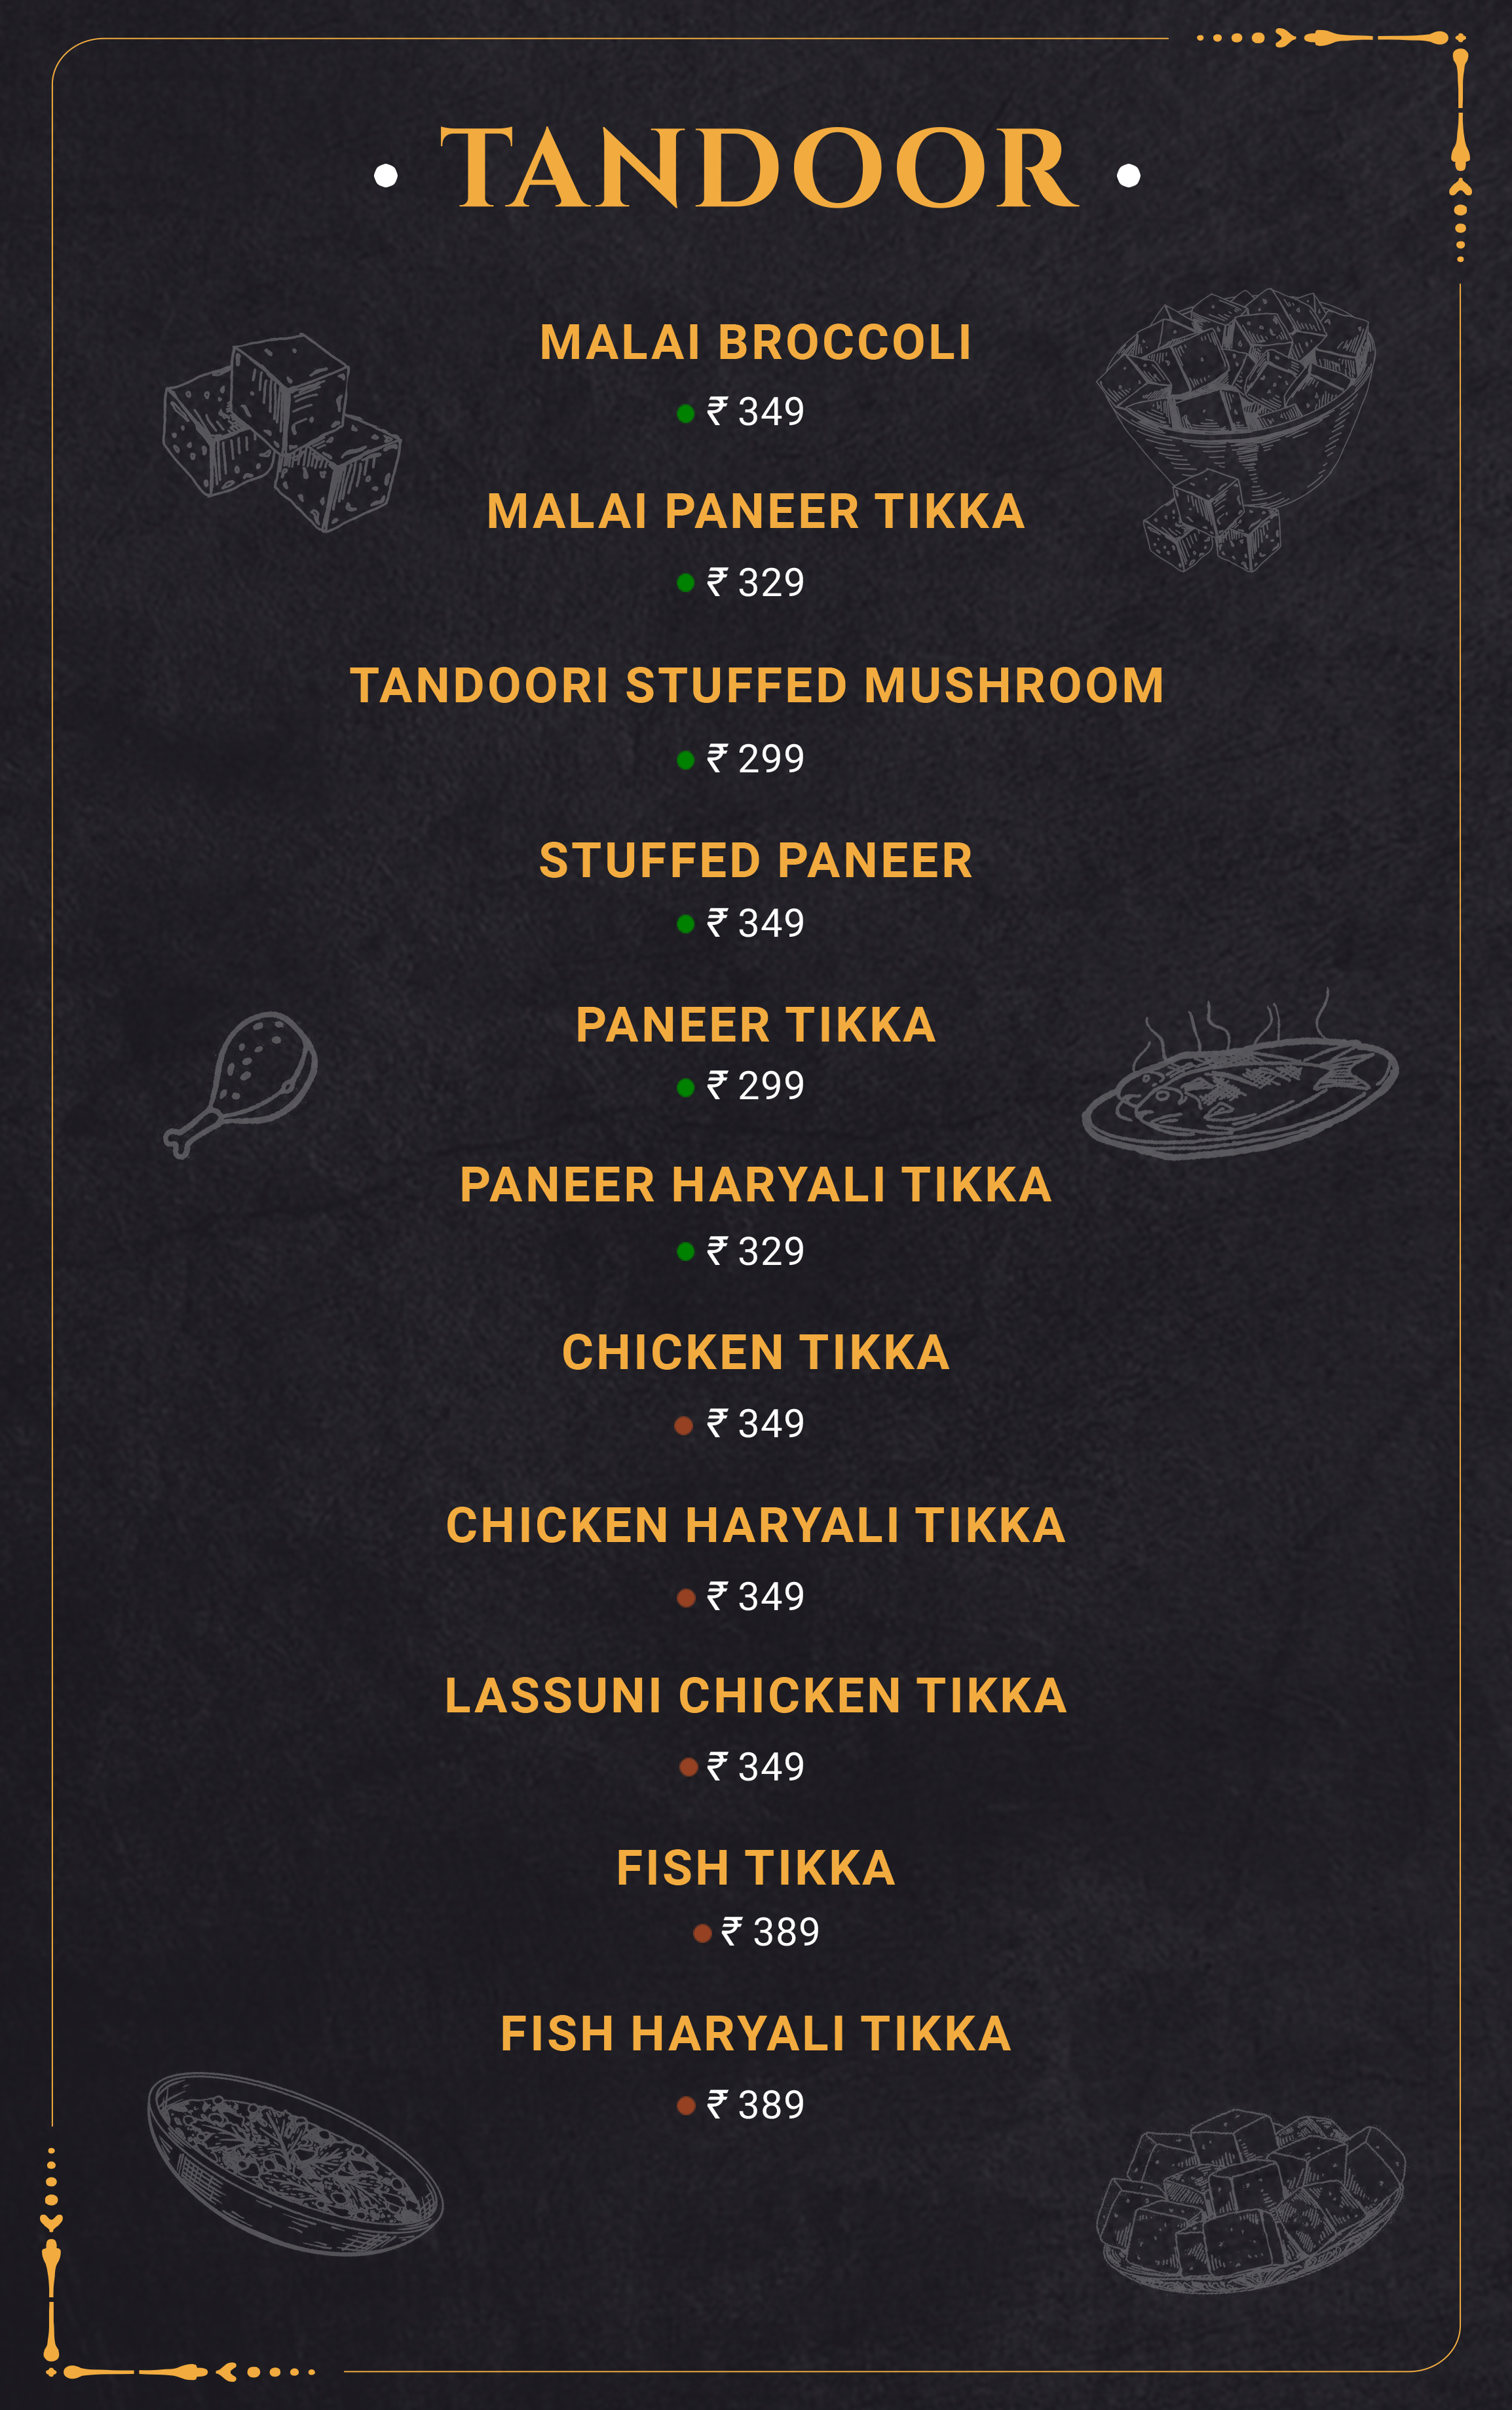 TANDOOR
MALAI BROCCOLI
₹ 349
MALAI PANEER TIKKA
₹ 329
TANDOORI STUFFED MUSHROOM
₹ 299
STUFFED PANEER
₹ 349
PANEER TIKKA
₹ 299
PANEER HARYALI TIKKA
₹ 329
CHICKEN TIKKA
₹ 349
CHICKEN HARYALI TIKKA
₹ 349
LASSUNI CHICKEN TIKKA
₹ 349
FISH TIKKA
₹ 389
FISH HARYALI TIKKA
₹ 389